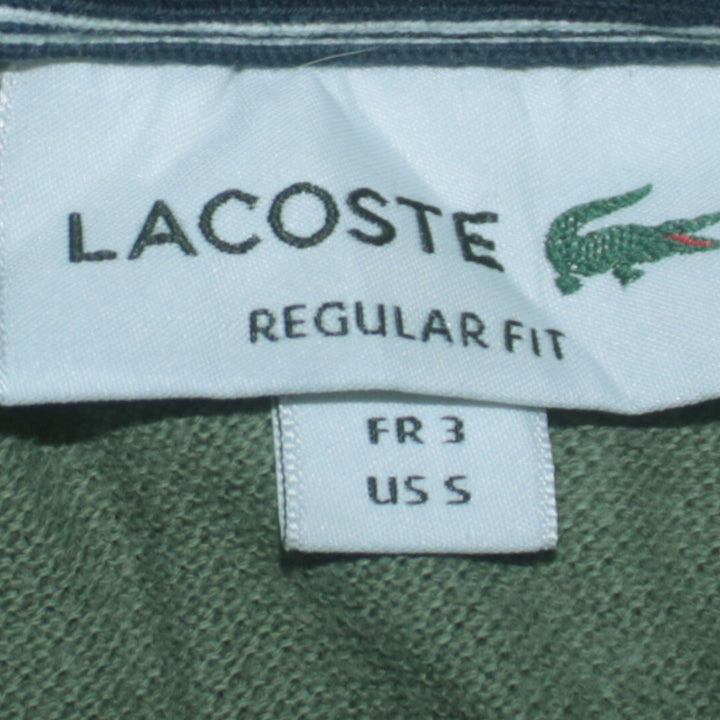 LACOSTE
REGULAR FIT
FR 3
US S